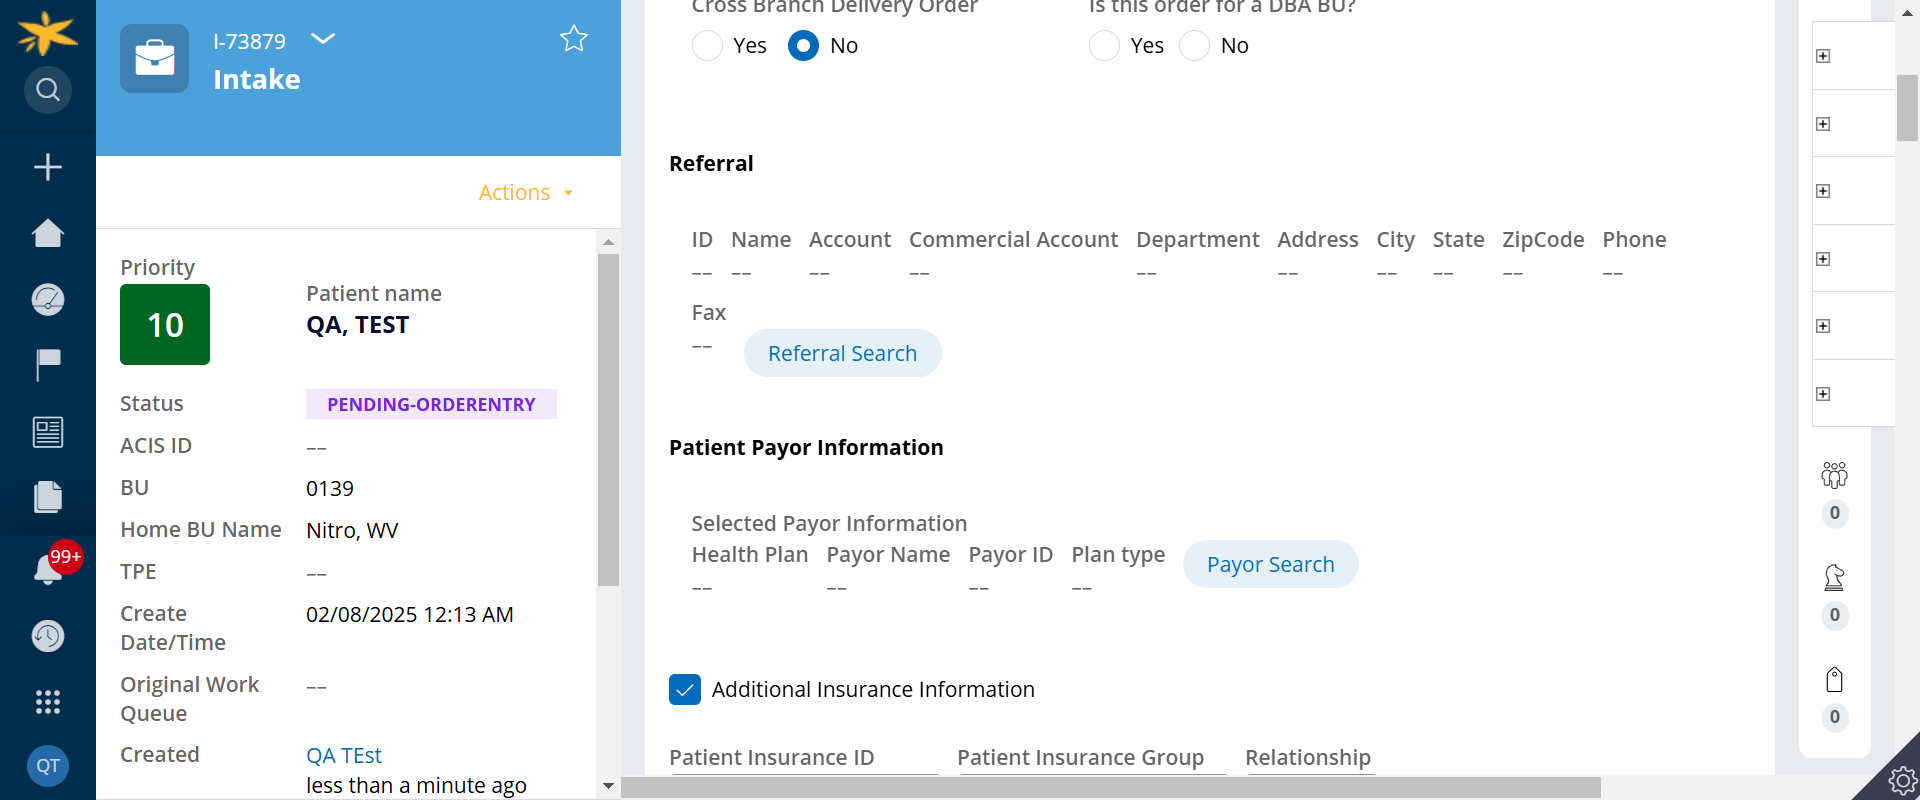 I-73879
Intake
Actions
Priority
10
Patient name
QA, TEST
Status
PENDING-ORDERENTRY
ACIS ID
––
BU
0139
Home BU Name
Nitro, WV
TPE
––
Create
Date/Time
02/08/2025 12:13 AM
Original Work
Queue
––
Created
QA TEst
less than a minute ago
99+
QT
Cross Branch Delivery Order
Yes No
Is this order for a DBA BU?
Yes No
Referral
ID Name Account Commercial Account Department Address City State ZipCode Phone
–– –– –– –– –– –– –– –– –– ––
Fax
––
Referral Search
Patient Payor Information
Selected Payor Information
Health Plan Payor Name Payor ID Plan type
–– –– –– ––
Payor Search
Additional Insurance Information
Patient Insurance ID Patient Insurance Group Relationship
0
0
0